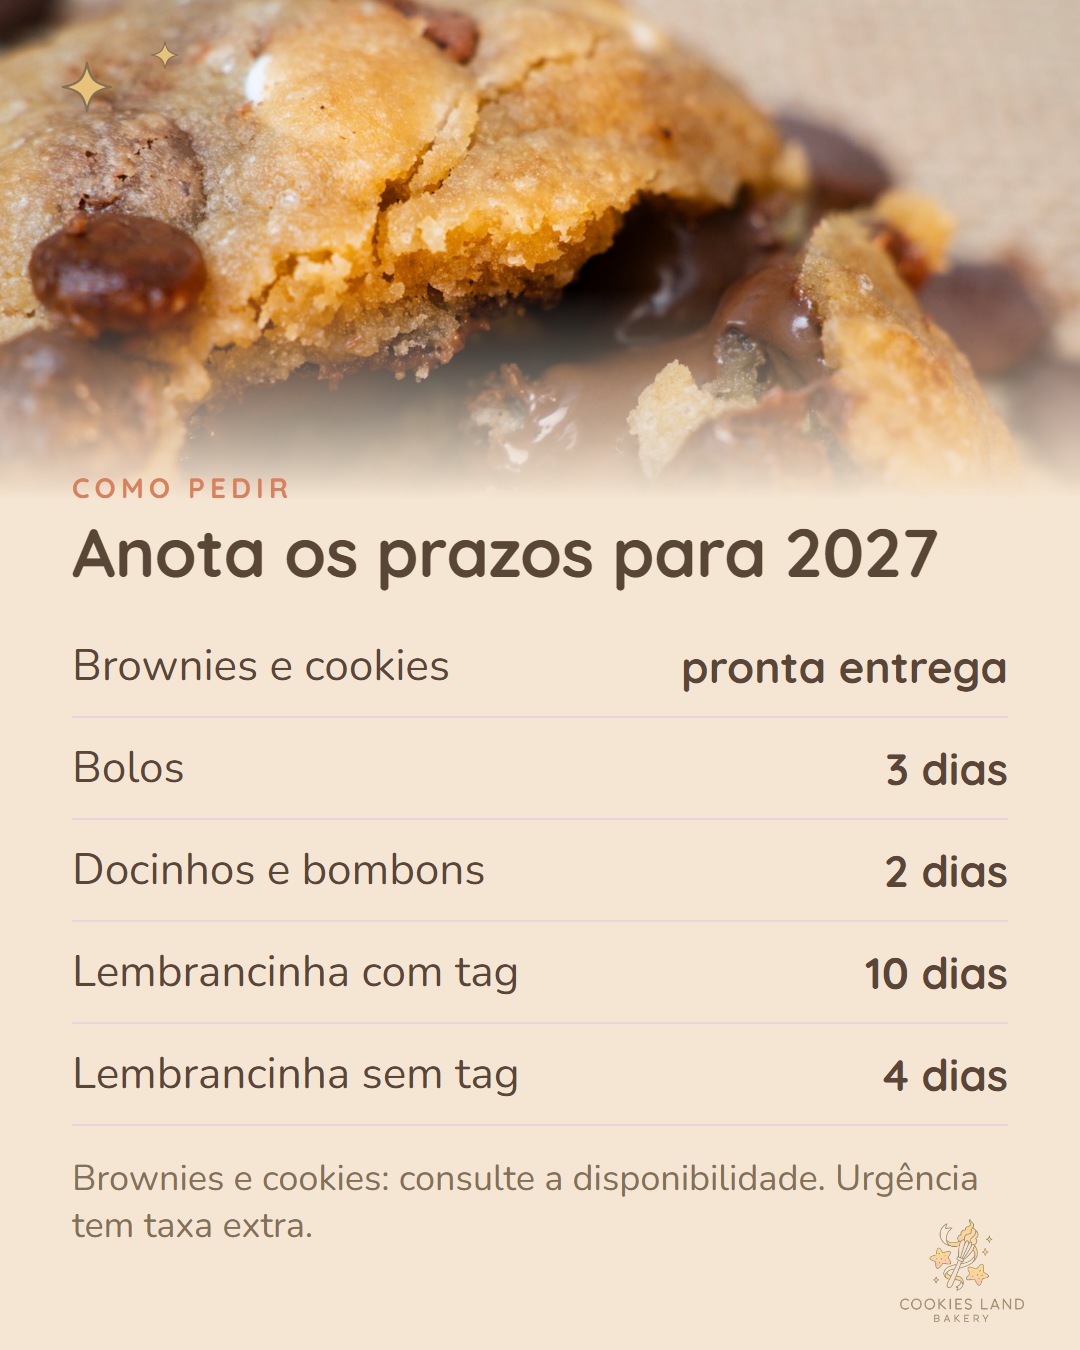 COMO PEDIR
Anota os prazos para 2027
Brownies e cookies pronta entrega
Bolos 3 dias
Docinhos e bombons 2 dias
Lembrancinha com tag 10 dias
Lembrancinha sem tag 4 dias
Brownies e cookies: consulte a disponibilidade. Urgência
tem taxa extra.
COOKIES LAND
BAKERY